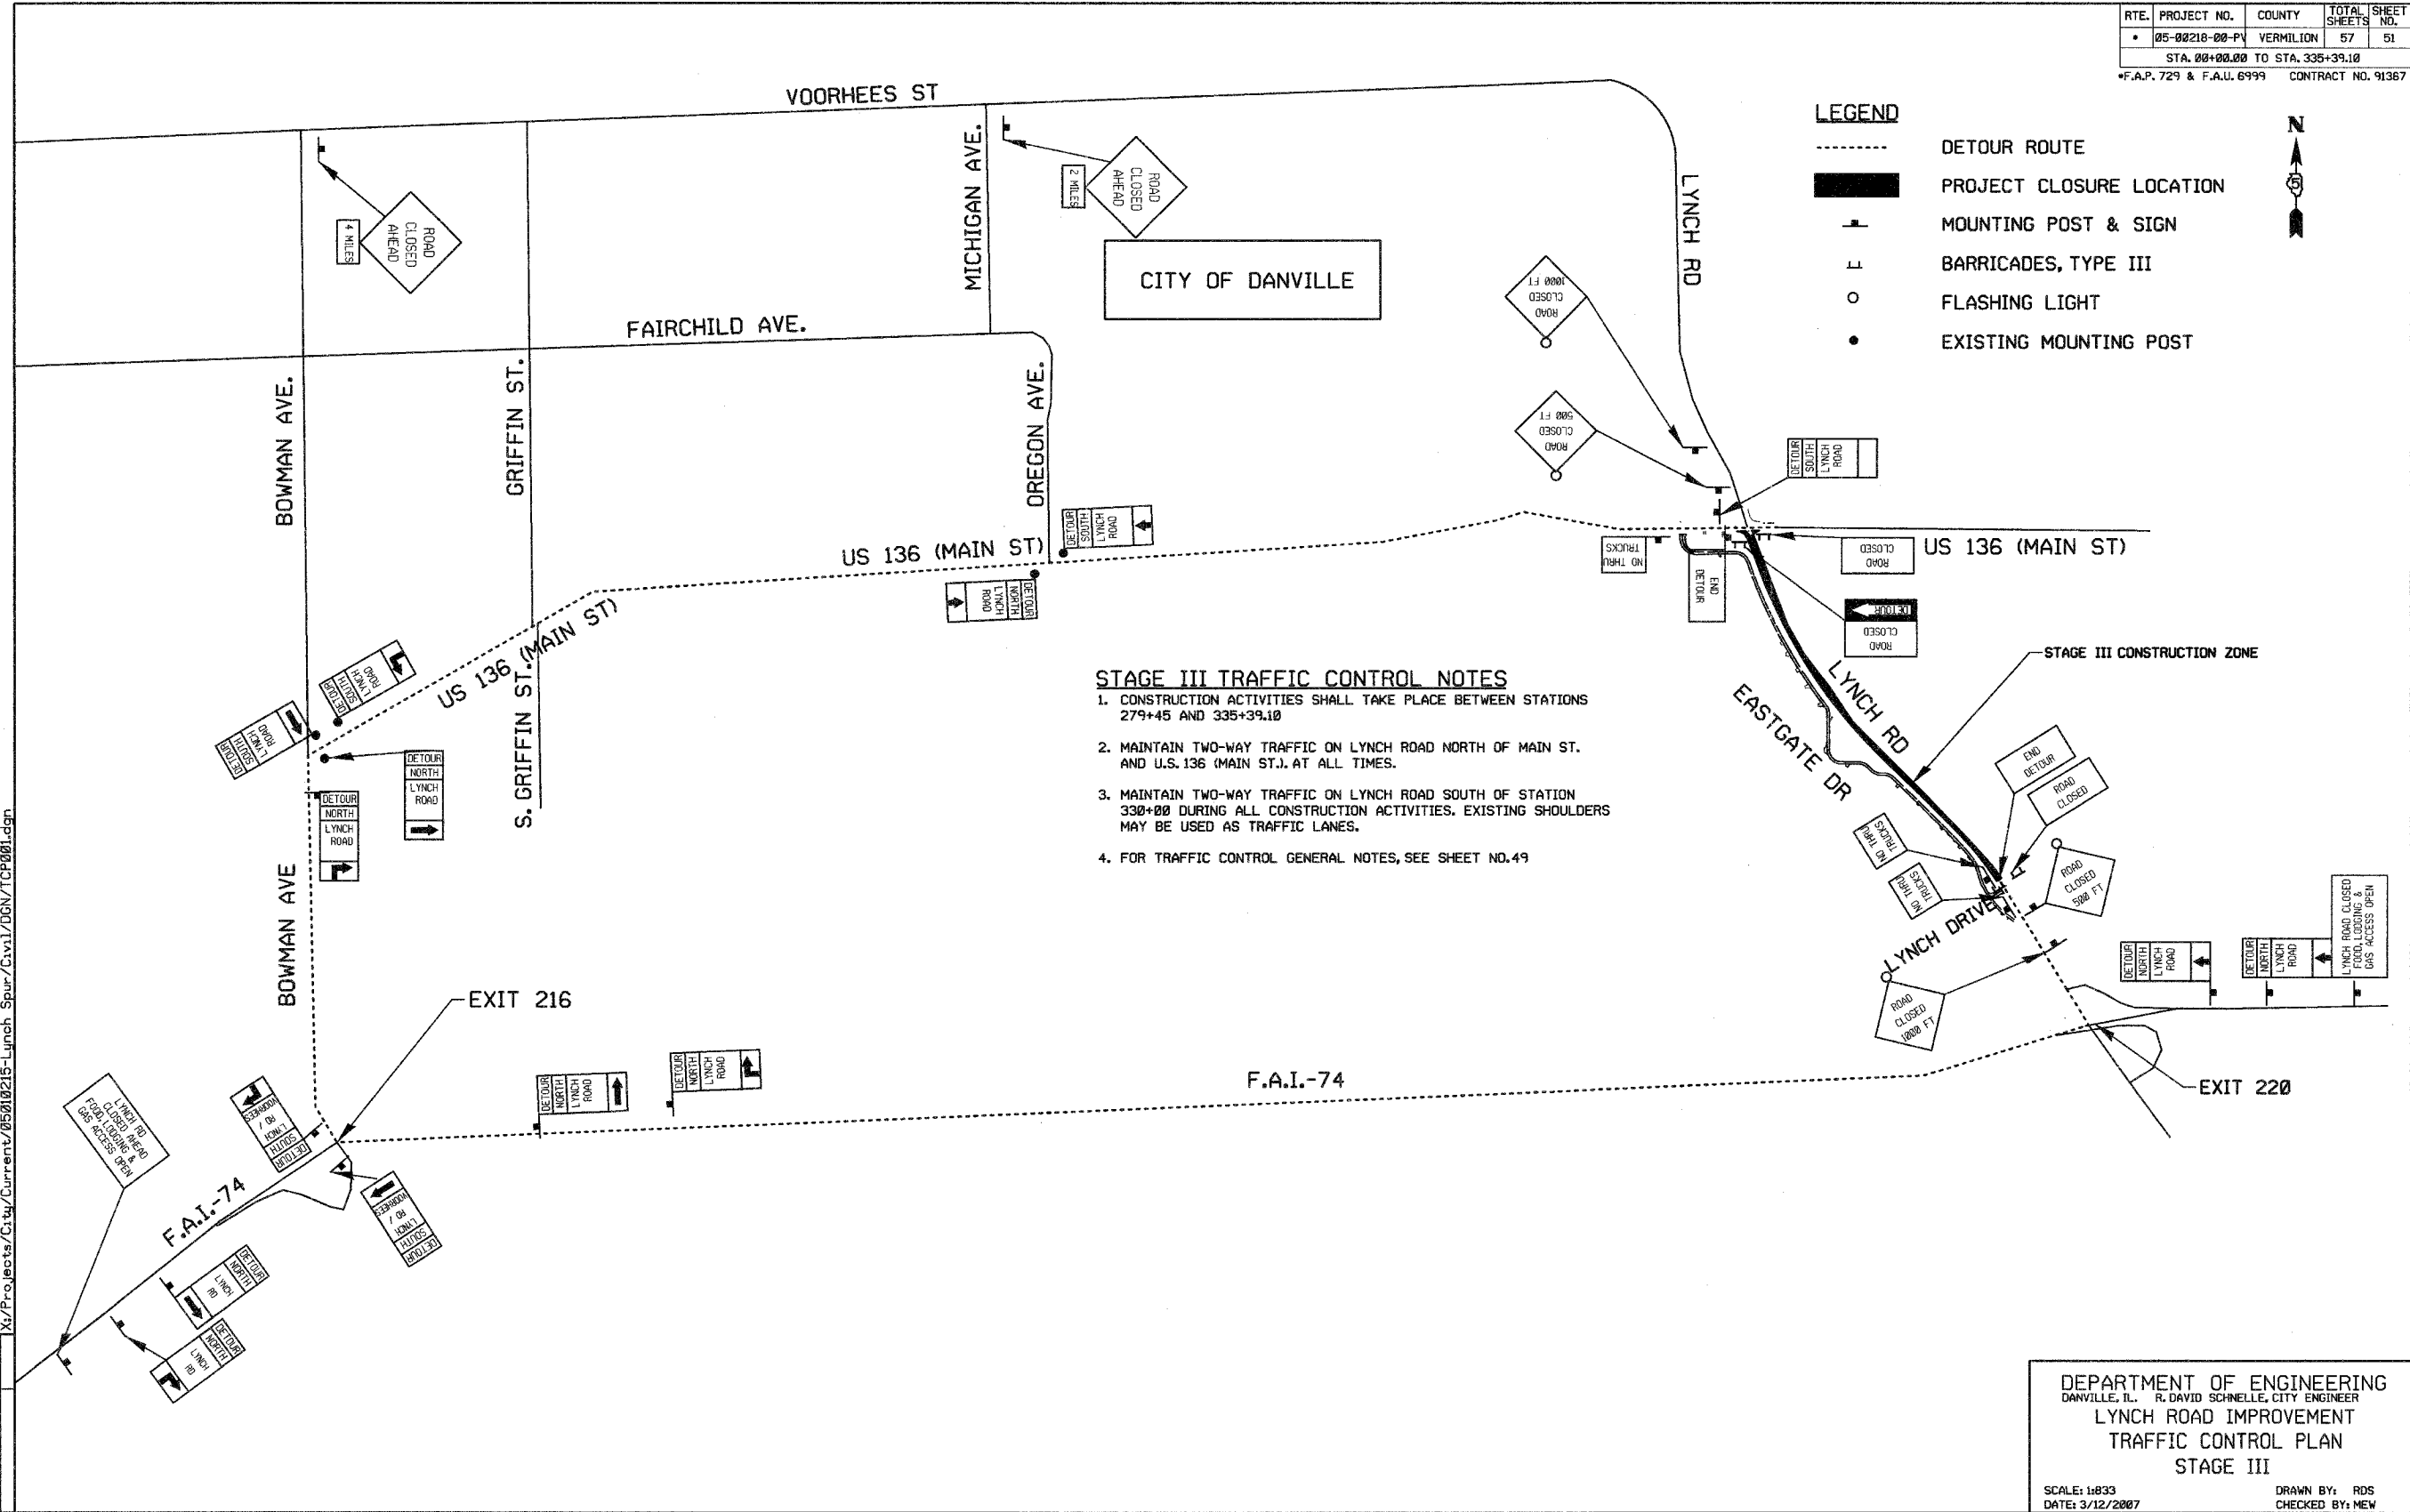 RTE. PROJECT NO. COUNTY TOTAL SHEETS SHEET NO.
* 05-00218-00-PV VERMILION 57 51
STA. 00+00.00 TO STA. 335+39.10
*F.A.P. 729 & F.A.U. 6999 CONTRACT NO. 91367
LEGEND
DETOUR ROUTE
PROJECT CLOSURE LOCATION
MOUNTING POST & SIGN
BARRICADES, TYPE III
FLASHING LIGHT
EXISTING MOUNTING POST
N
5
VOORHEES ST
MICHIGAN AVE.
LYNCH RD
ROAD
CLOSED
AHEAD
4 MILES
ROAD
CLOSED
AHEAD
2 MILES
CITY OF DANVILLE
FAIRCHILD AVE.
BOWMAN AVE.
GRIFFIN ST.
OREGON AVE.
ROAD
CLOSED
1000 FT
ROAD
CLOSED
500 FT
DETOUR
SOUTH
LYNCH
ROAD
US 136 (MAIN ST)
DETOUR
SOUTH
LYNCH
ROAD
DETOUR
NORTH
LYNCH
ROAD
NO THRU
TRUCKS
END
DETOUR
ROAD
CLOSED
US 136 (MAIN ST)
ROAD
CLOSED
DETOUR
US 136 (MAIN ST)
S. GRIFFIN ST.
DETOUR
SOUTH
LYNCH
ROAD
DETOUR
SOUTH
LYNCH
ROAD
DETOUR
NORTH
LYNCH
ROAD
DETOUR
NORTH
LYNCH
ROAD
BOWMAN AVE
STAGE III TRAFFIC CONTROL NOTES
1. CONSTRUCTION ACTIVITIES SHALL TAKE PLACE BETWEEN STATIONS
279+45 AND 335+39.10
2. MAINTAIN TWO-WAY TRAFFIC ON LYNCH ROAD NORTH OF MAIN ST.
AND U.S. 136 (MAIN ST.). AT ALL TIMES.
3. MAINTAIN TWO-WAY TRAFFIC ON LYNCH ROAD SOUTH OF STATION
330+00 DURING ALL CONSTRUCTION ACTIVITIES. EXISTING SHOULDERS
MAY BE USED AS TRAFFIC LANES.
4. FOR TRAFFIC CONTROL GENERAL NOTES, SEE SHEET NO.49
STAGE III CONSTRUCTION ZONE
LYNCH RD
EASTGATE DR
END
DETOUR
ROAD
CLOSED
NO THRU
TRUCKS
NO THRU
TRUCKS
ROAD
CLOSED
500 FT
LYNCH DRIVE
ROAD
CLOSED
1000 FT
DETOUR
NORTH
LYNCH
ROAD
DETOUR
NORTH
LYNCH
ROAD
LYNCH ROAD CLOSED
FOOD, LODGING &
GAS ACCESS OPEN
EXIT 216
EXIT 220
F.A.I.-74
DETOUR
NORTH
LYNCH
ROAD
DETOUR
NORTH
LYNCH
ROAD
LYNCH RD
CLOSED AHEAD
FOOD, LODGING &
GAS ACCESS OPEN
DETOUR
SOUTH
LYNCH
RD /
VOORHEES
DETOUR
SOUTH
LYNCH
RD /
VOORHEES
F.A.I.-74
DETOUR
NORTH
LYNCH
RD
DETOUR
NORTH
LYNCH
RD
X:/Projects/City/Current/05010215-Lynch Spur/Civil/DGN/TCP001.dgn
DEPARTMENT OF ENGINEERING
DANVILLE, IL. R. DAVID SCHNELLE, CITY ENGINEER
LYNCH ROAD IMPROVEMENT
TRAFFIC CONTROL PLAN
STAGE III
SCALE: 1:833 DRAWN BY: RDS
DATE: 3/12/2007 CHECKED BY: MEW